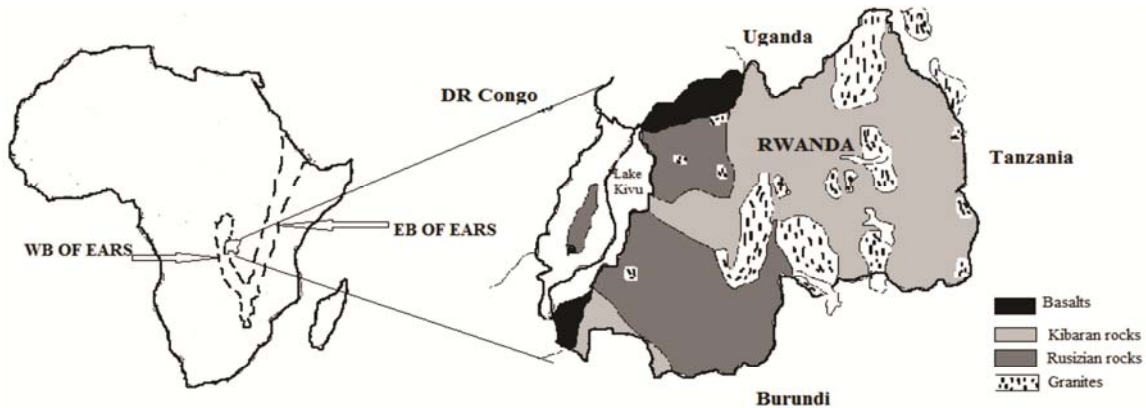 Uganda
DR Congo
RWANDA
Tanzania
Lake
Kivu
EB OF EARS
WB OF EARS
Basalts
Kibaran rocks
Rusizian rocks
Granites
Burundi